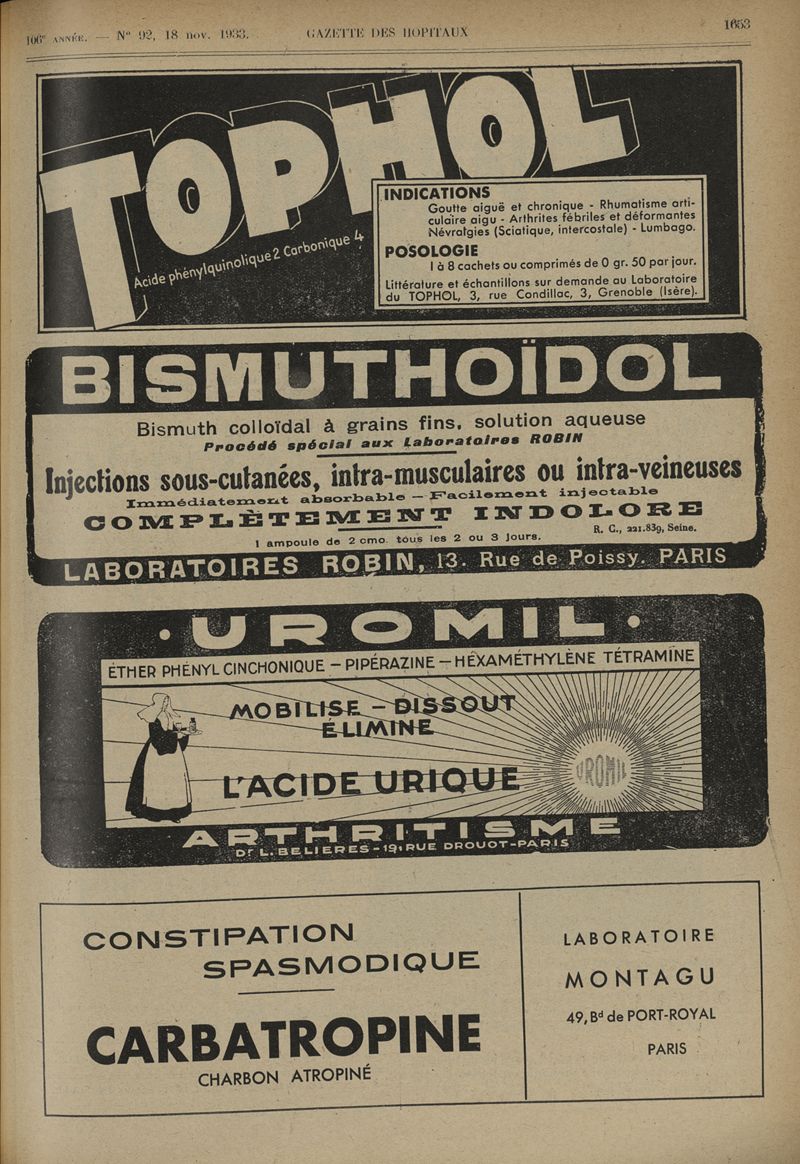 106e ANNÉE. — N° 92, 18 nov. 1933.
GAZETTE DES HOPITAUX
1653
TOPHOL
Acide phénylquinolique 2 Carbonique 4
INDICATIONS
Goutte aiguë et chronique - Rhumatisme arti-
culaire aigu - Arthrites fébriles et déformantes
Névralgies (Sciatique, intercostale) - Lumbago.
POSOLOGIE
1 à 8 cachets ou comprimés de 0 gr. 50 par jour.
Littérature et échantillons sur demande au Laboratoire
du TOPHOL, 3, rue Condillac, 3, Grenoble (Isère).
BISMUTHOÏDOL
Bismuth colloïdal à grains fins, solution aqueuse
Procédé spécial aux Laboratoires ROBIN
Injections sous-cutanées, intra-musculaires ou intra-veineuses
Immédiatement absorbable — Facilement injectable
COMPLÈTEMENT INDOLORE
R. C., 221.839, Seine.
1 ampoule de 2 cmc. tous les 2 ou 3 jours.
LABORATOIRES ROBIN, 13. Rue de Poissy. PARIS
· UROMIL ·
ÉTHER PHÉNYL CINCHONIQUE – PIPÉRAZINE – HÉXAMÉTHYLÈNE TÉTRAMINE
MOBILISE – DISSOUT
ÉLIMINE
L'ACIDE URIQUE
UROMIL
ARTHRITISME
Dr L. BELIERES - 19, RUE DROUOT - PARIS
CONSTIPATION
SPASMODIQUE
CARBATROPINE
CHARBON ATROPINÉ
LABORATOIRE
MONTAGU
49, Bd de PORT-ROYAL
PARIS